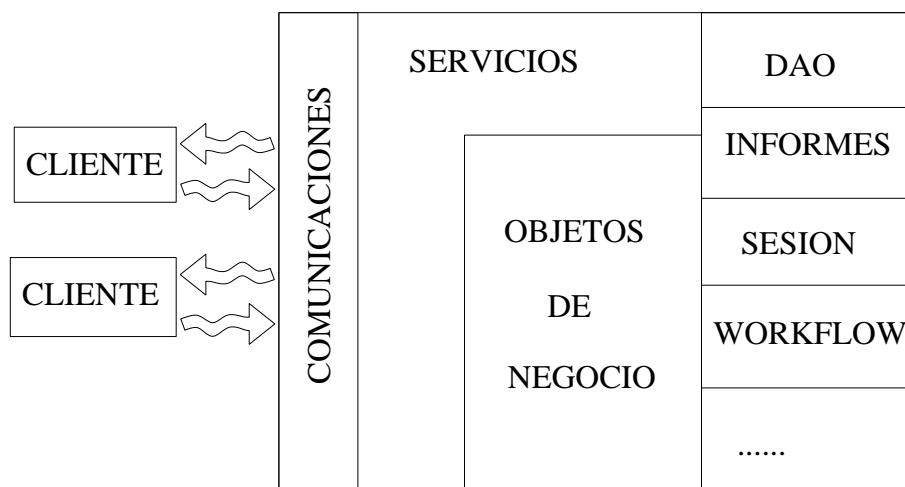 CLIENTE
CLIENTE
COMUNICACIONES
SERVICIOS
OBJETOS
DE
NEGOCIO
DAO
INFORMES
SESION
WORKFLOW
......